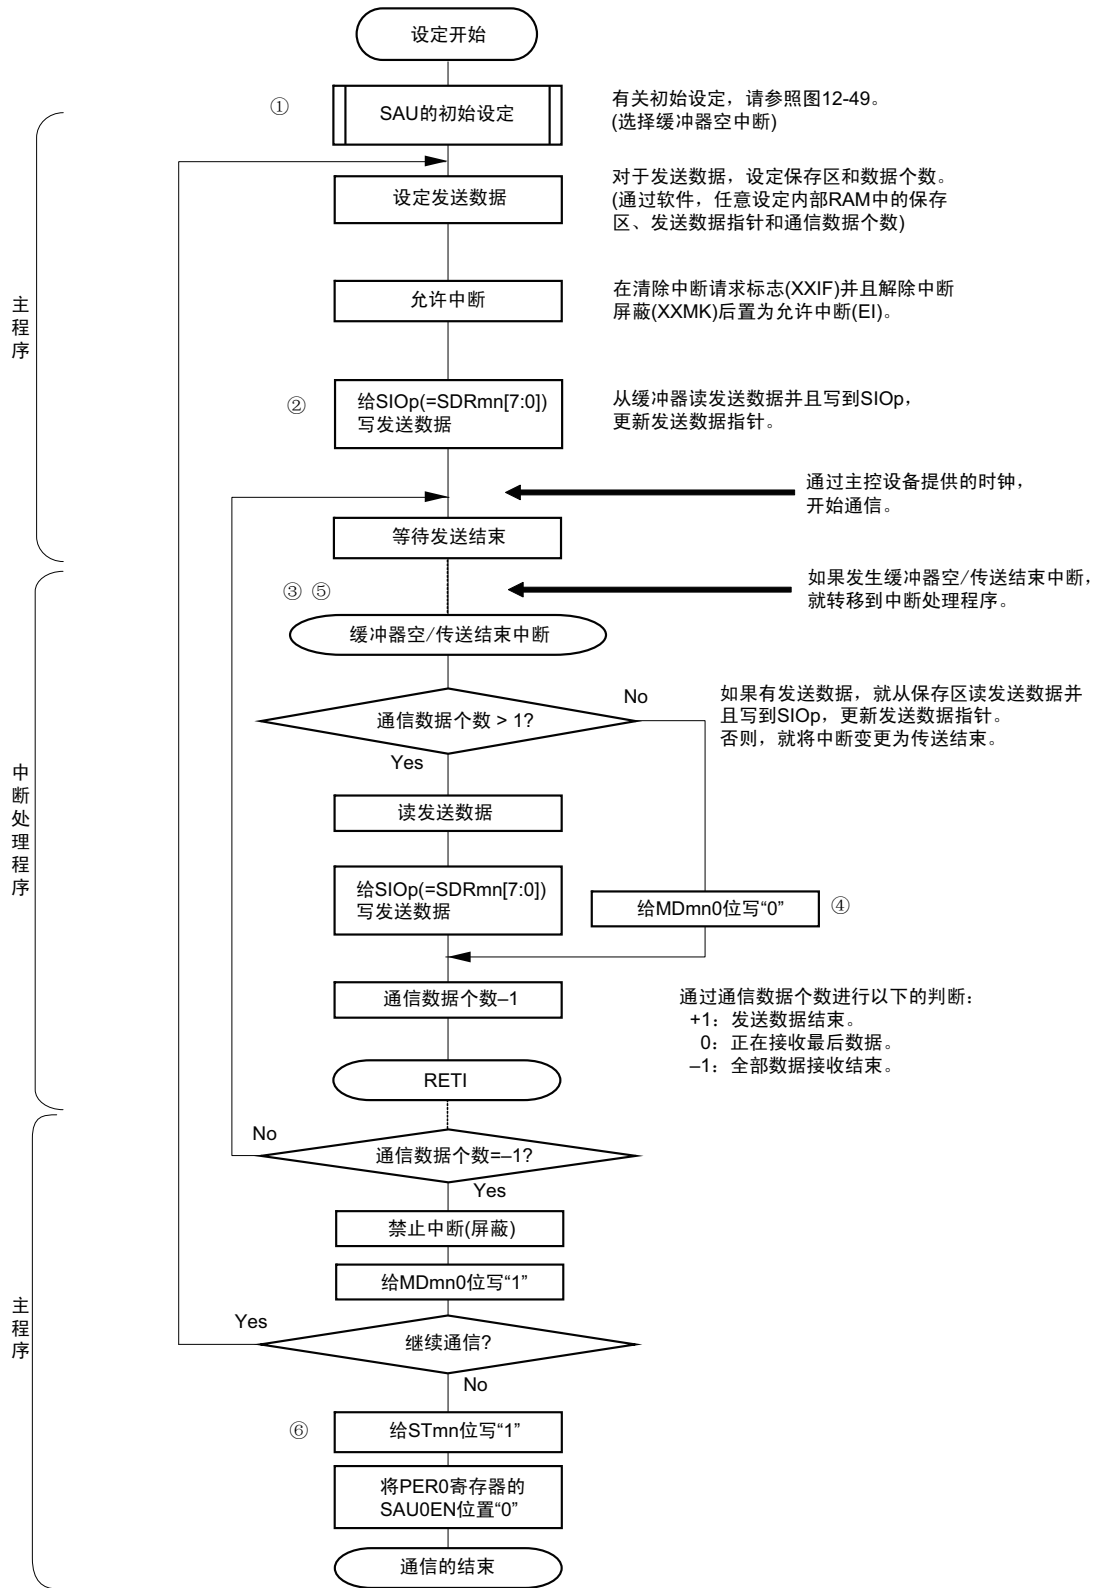 设定开始
①
SAU的初始设定
有关初始设定，请参照图12-49。
(选择缓冲器空中断)
设定发送数据
对于发送数据，设定保存区和数据个数。
(通过软件，任意设定内部RAM中的保存
区、发送数据指针和通信数据个数)
主程序
允许中断
在清除中断请求标志(XXIF)并且解除中断
屏蔽(XXMK)后置为允许中断(EI)。
②
给SIOp(=SDRmn[7:0])
写发送数据
从缓冲器读发送数据并且写到SIOp，
更新发送数据指针。
通过主控设备提供的时钟，
开始通信。
等待发送结束
③ ⑤
如果发生缓冲器空/传送结束中断，
就转移到中断处理程序。
缓冲器空/传送结束中断
通信数据个数 > 1?
No
Yes
如果有发送数据，就从保存区读发送数据并
且写到SIOp，更新发送数据指针。
否则，就将中断变更为传送结束。
中断处理程序
读发送数据
给SIOp(=SDRmn[7:0])
写发送数据
给MDmn0位写“0”
④
通信数据个数–1
通过通信数据个数进行以下的判断：
+1：发送数据结束。
0：正在接收最后数据。
–1：全部数据接收结束。
RETI
No
通信数据个数=–1?
Yes
禁止中断(屏蔽)
给MDmn0位写“1”
主程序
Yes
继续通信?
No
⑥
给STmn位写“1”
将PER0寄存器的
SAU0EN位置“0”
通信的结束